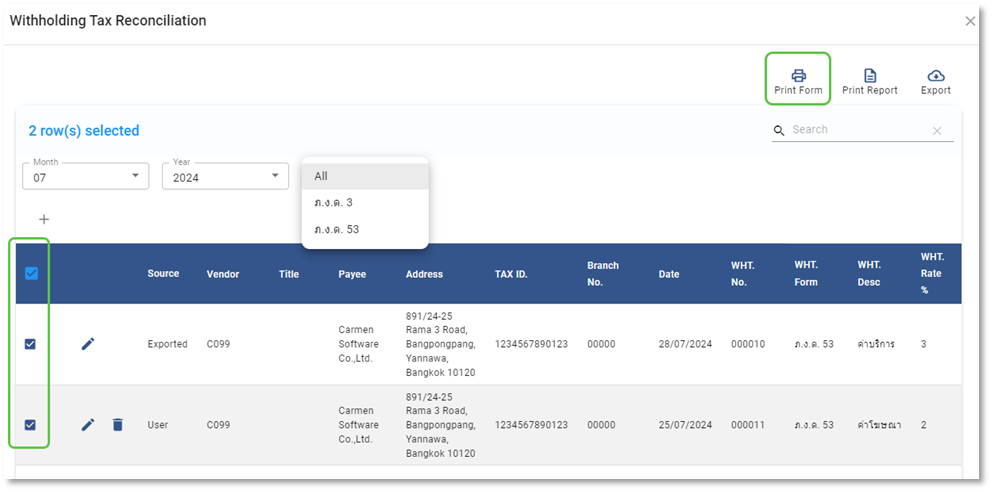 Withholding Tax Reconciliation
Print Form Print Report Export
2 row(s) selected
Search
Month
07
Year
2024
All
ภ.ง.ด. 3
ภ.ง.ด. 53
Source Vendor Title Payee Address TAX ID. Branch No. Date WHT. No. WHT. Form WHT. Desc WHT. Rate %
Exported C099 Carmen Software Co.,Ltd. 891/24-25 Rama 3 Road, Bangpongpang, Yannawa, Bangkok 10120 1234567890123 00000 28/07/2024 000010 ภ.ง.ด. 53 ค่าบริการ 3
User C099 Carmen Software Co.,Ltd. 891/24-25 Rama 3 Road, Bangpongpang, Yannawa, Bangkok 10120 1234567890123 00000 25/07/2024 000011 ภ.ง.ด. 53 ค่าโฆษณา 2